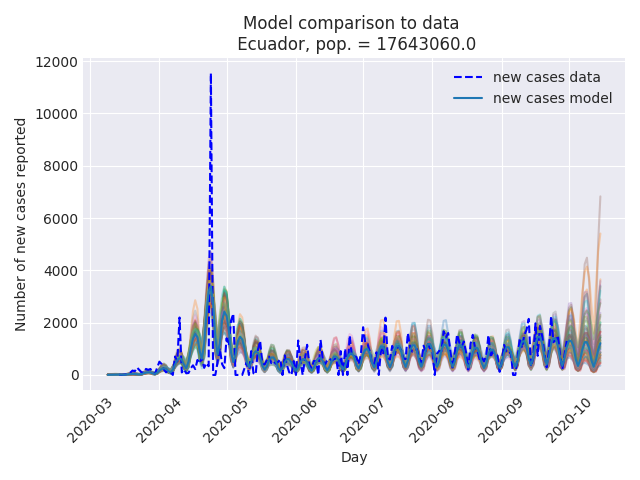 Model comparison to data
Ecuador, pop. = 17643060.0
12000
10000
8000
6000
4000
2000
0
Number of new cases reported
new cases data
new cases model
2020-03
2020-04
2020-05
2020-06
2020-07
2020-08
2020-09
2020-10
Day